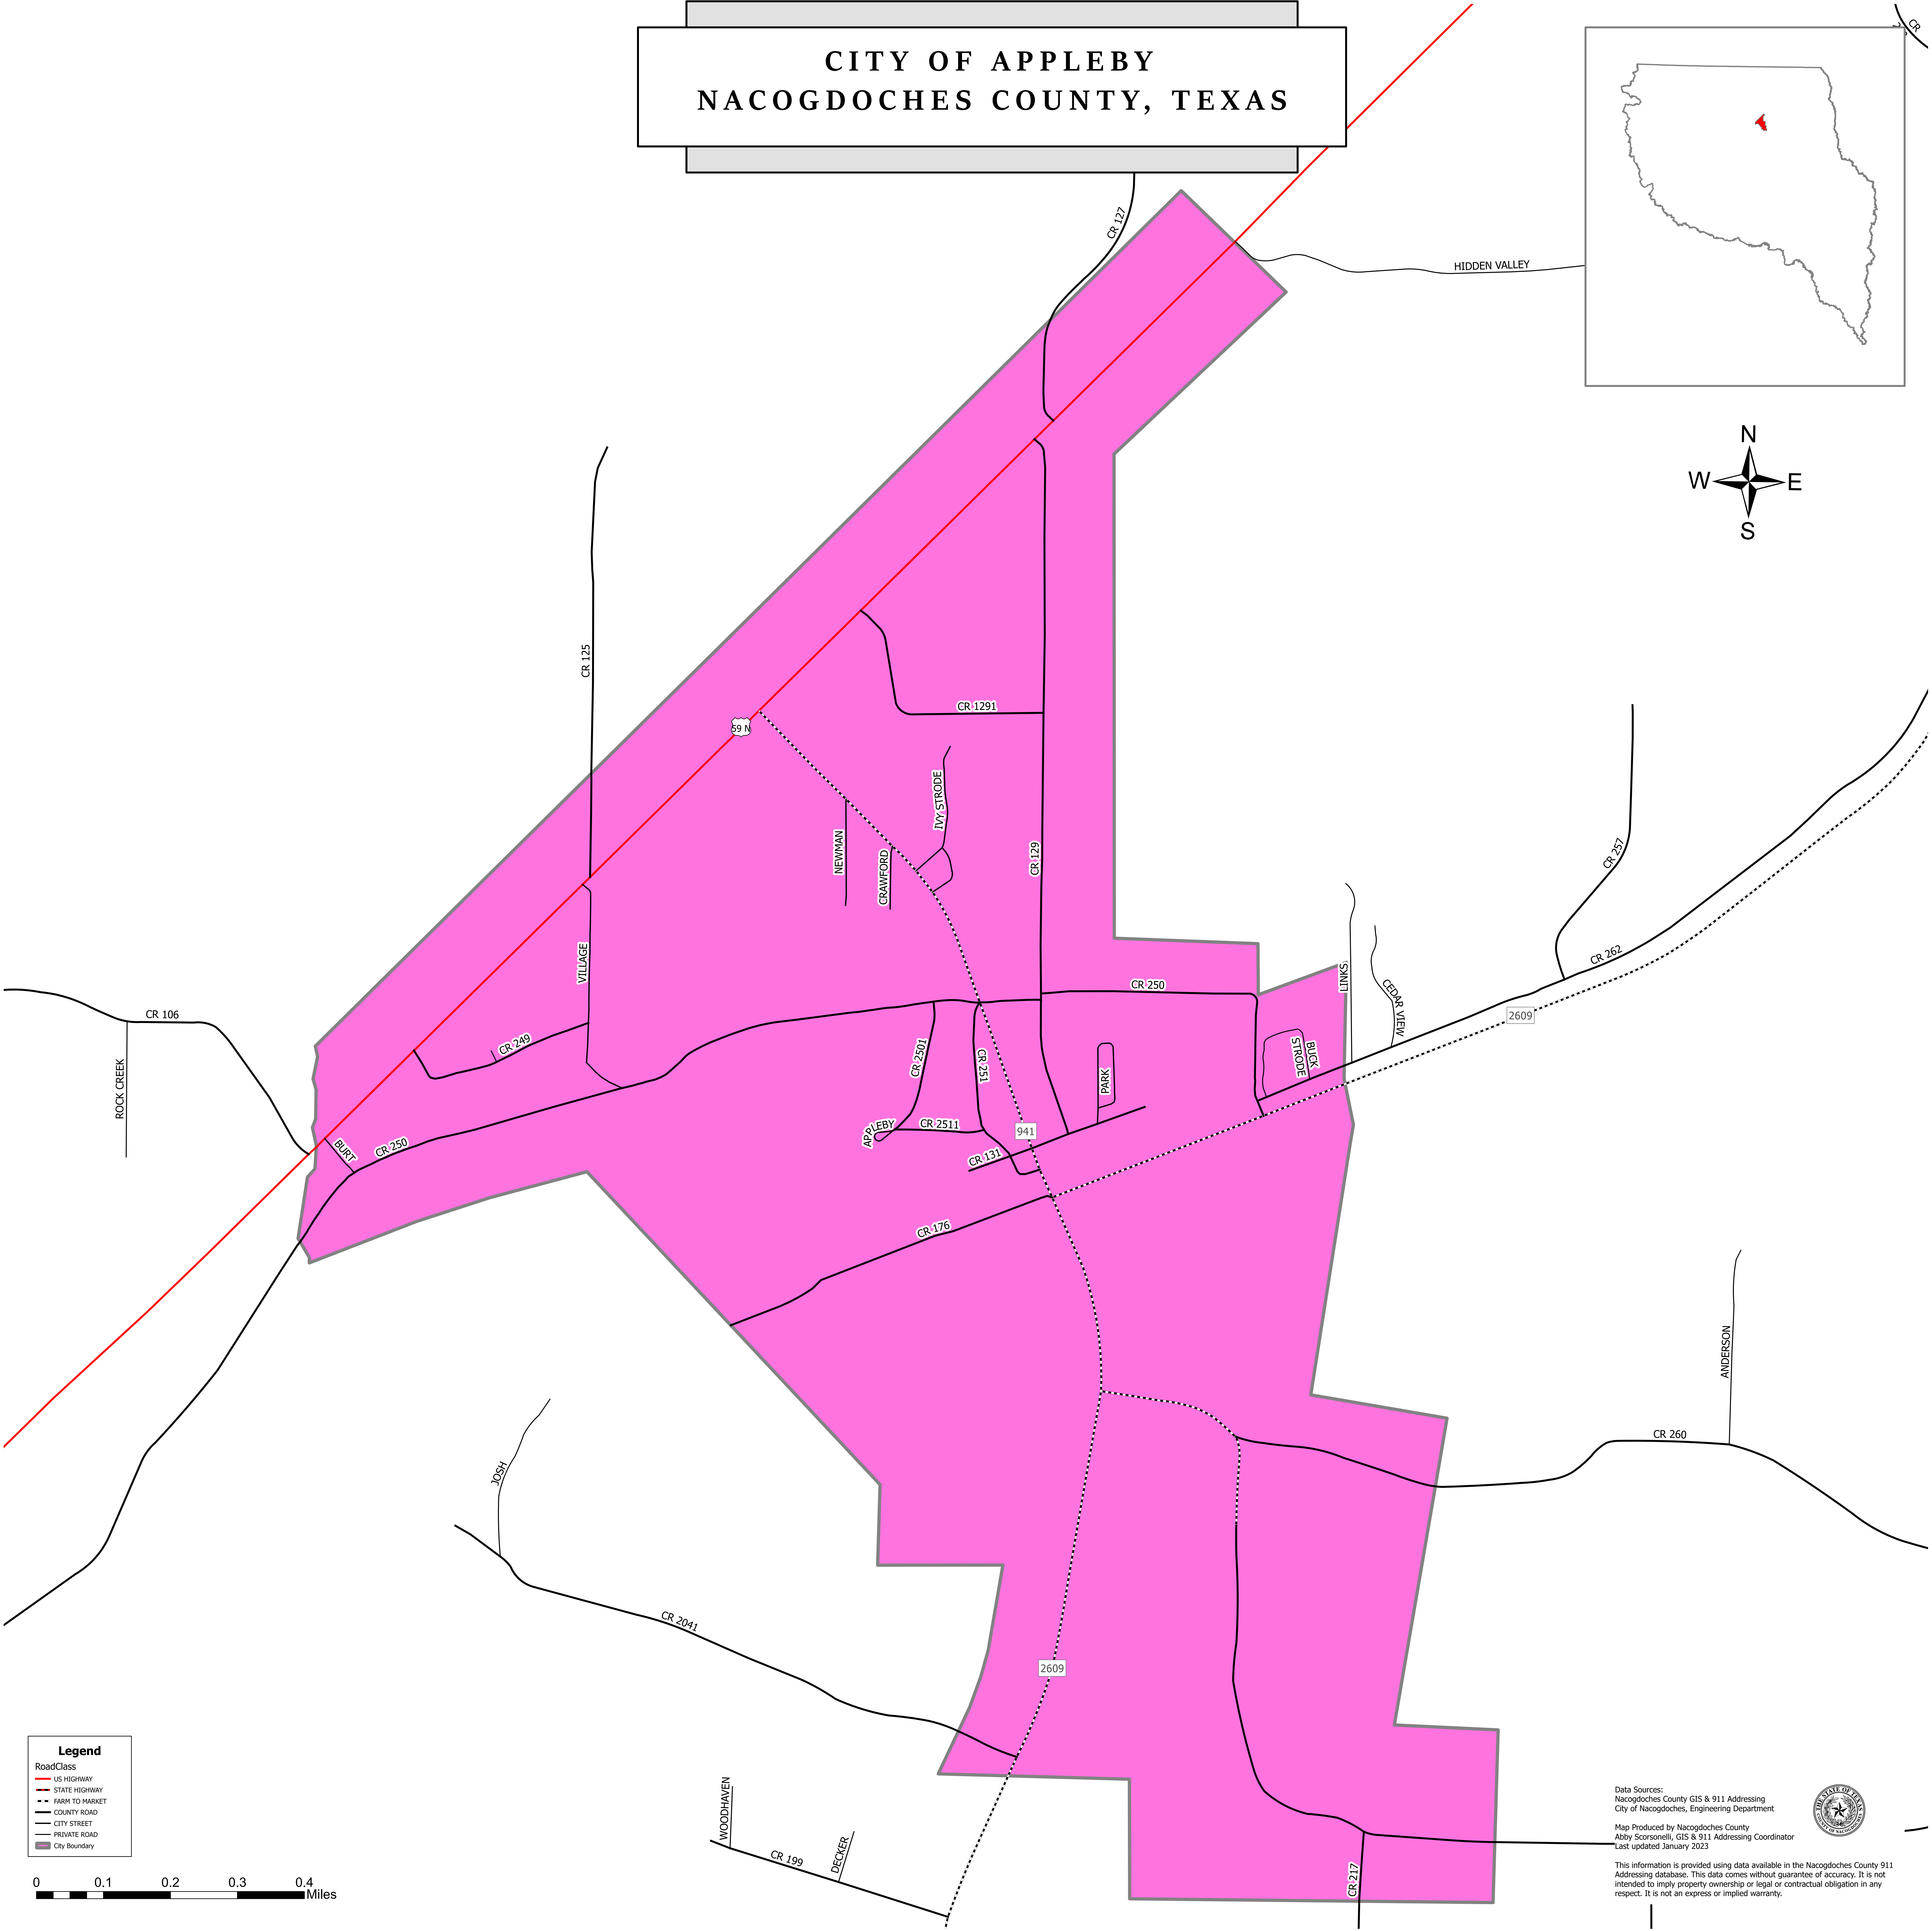 CITY OF APPLEBY
NACOGDOCHES COUNTY, TEXAS
CR
CR 127
HIDDEN VALLEY
N
W
E
S
CR 125
59 N
CR 1291
IVY STRODE
NEWMAN
CRAWFORD
CR 129
CR 257
VILLAGE
CR 262
LINKS
CEDAR VIEW
CR 250
CR 106
2609
CR 249
ROCK CREEK
CR 2501
CR 251
PARK
BUCK
STRODE
APPLEBY
CR 2511
941
BURT
CR 250
CR 131
CR 176
ANDERSON
CR 260
JOSH
CR 2041
2609
Legend
RoadClass
US HIGHWAY
STATE HIGHWAY
FARM TO MARKET
COUNTY ROAD
CITY STREET
PRIVATE ROAD
City Boundary
WOODHAVEN
DECKER
CR 199
CR 217
0 0.1 0.2 0.3 0.4
Miles
Data Sources:
Nacogdoches County GIS & 911 Addressing
City of Nacogdoches, Engineering Department
Map Produced by Nacogdoches County
Abby Scorsonelli, GIS & 911 Addressing Coordinator
Last updated January 2023
This information is provided using data available in the Nacogdoches County 911
Addressing database. This data comes without guarantee of accuracy. It is not
intended to imply property ownership or legal or contractual obligation in any
respect. It is not an express or implied warranty.
THE STATE OF TEXAS